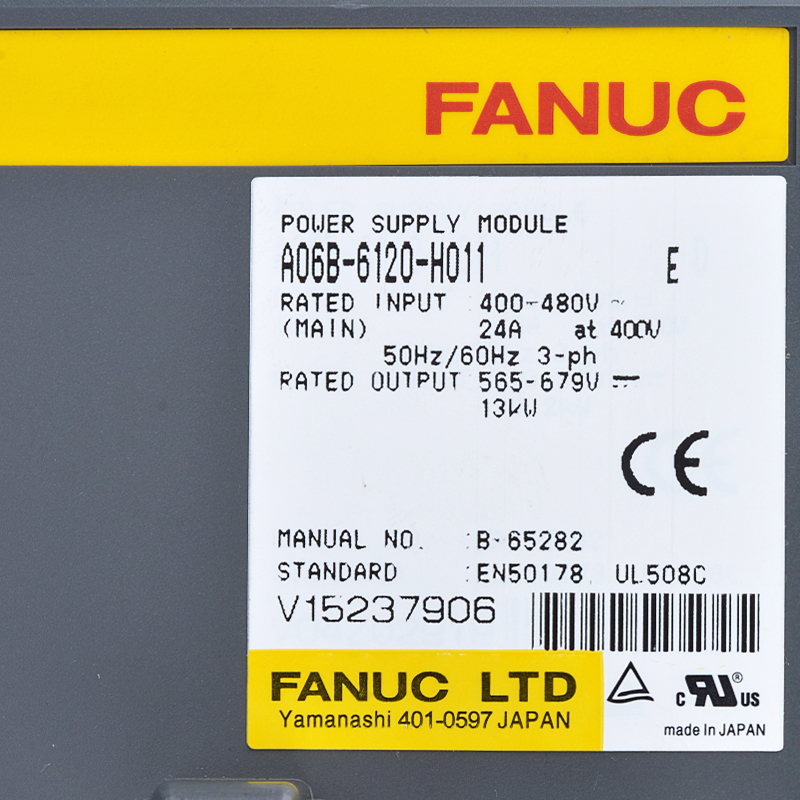 FANUC
POWER SUPPLY MODULE
A06B-6120-H011 E
RATED INPUT 400-480V ~
(MAIN) 24A at 400V
50Hz/60Hz 3-ph
RATED OUTPUT 565-679V ⎓
13kW
CE
MANUAL NO. :B-65282
STANDARD :EN50178 UL508C
V15237906
FANUC LTD
Yamanashi 401-0597 JAPAN
c RU ® US
made in JAPAN